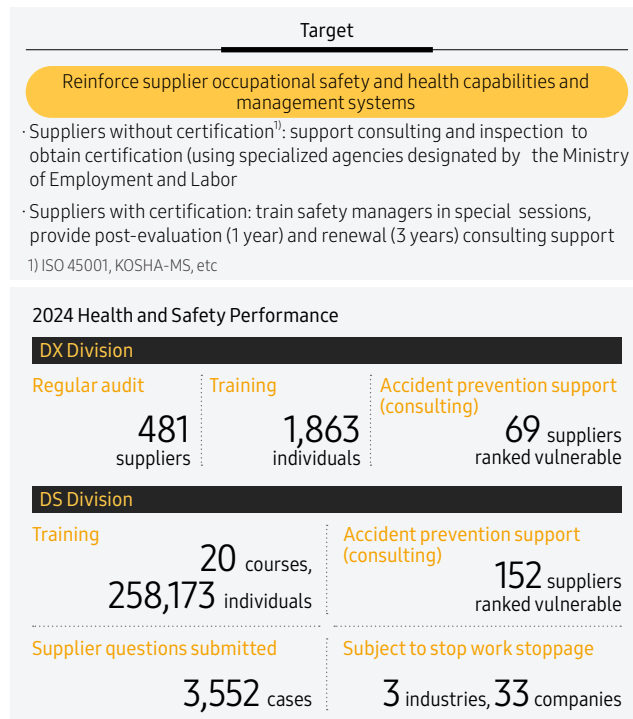 Target
Reinforce supplier occupational safety and health capabilities and
management systems
· Suppliers without certification1): support consulting and inspection to
obtain certification (using specialized agencies designated by the Ministry
of Employment and Labor
· Suppliers with certification: train safety managers in special sessions,
provide post-evaluation (1 year) and renewal (3 years) consulting support
1) ISO 45001, KOSHA-MS, etc
2024 Health and Safety Performance
DX Division
Regular audit
481
suppliers
Training
1,863
individuals
Accident prevention support
(consulting)
69 suppliers
ranked vulnerable
DS Division
Training
20 courses,
258,173 individuals
Accident prevention support
(consulting)
152 suppliers
ranked vulnerable
Supplier questions submitted
3,552 cases
Subject to stop work stoppage
3 industries, 33 companies